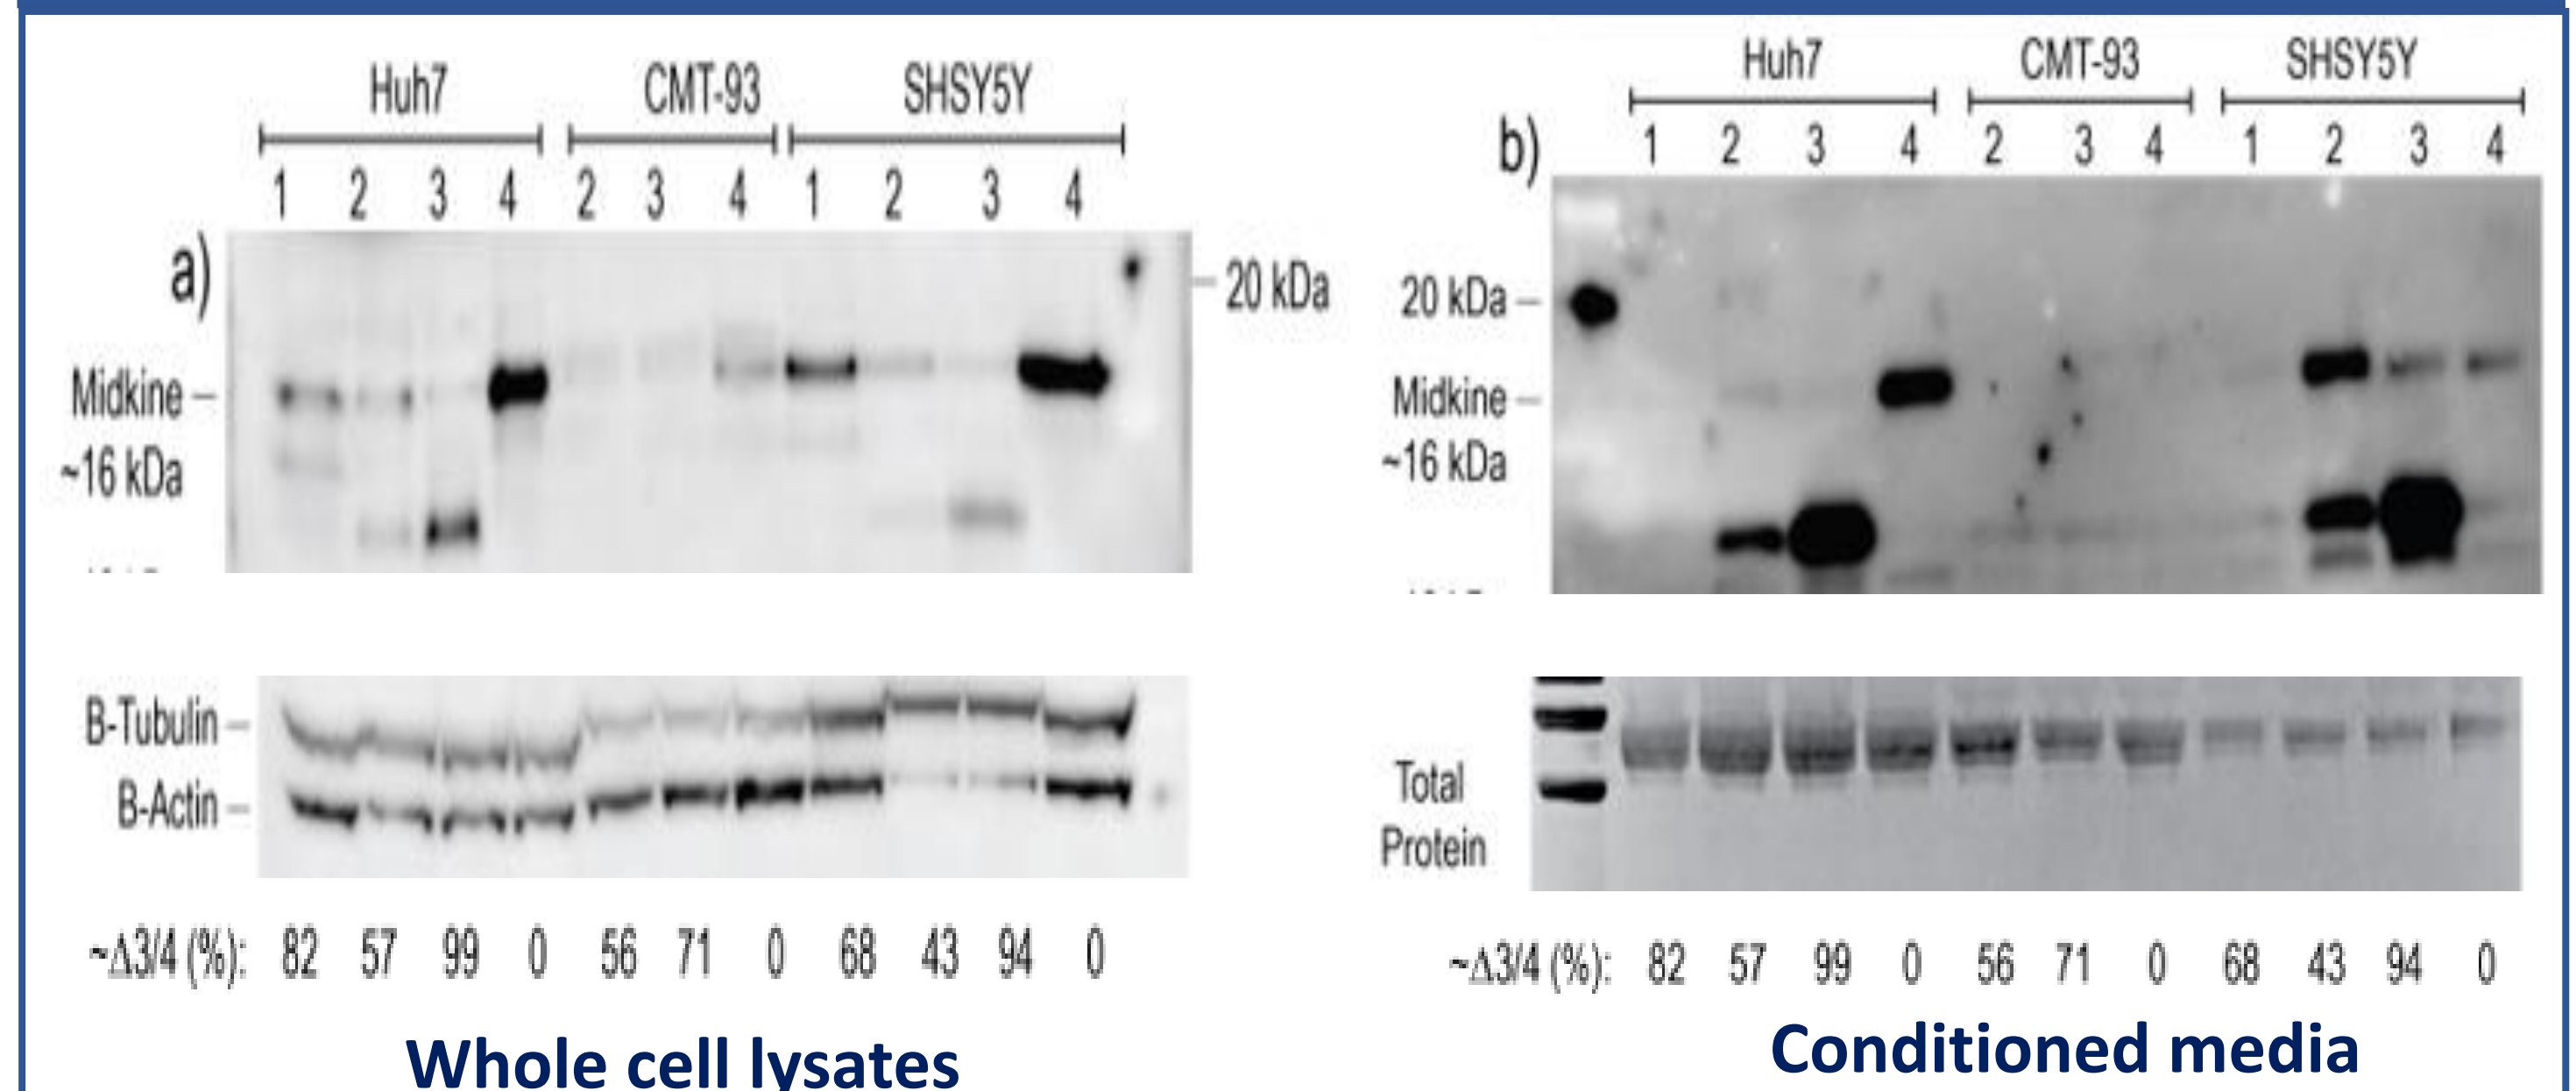 Huh7 CMT-93 SHSY5Y
1 2 3 4 2 3 4 1 2 3 4
a)
20 kDa
Midkine
~16 kDa
B-Tubulin
B-Actin
~Δ3/4 (%): 82 57 99 0 56 71 0 68 43 94 0
Whole cell lysates
Huh7 CMT-93 SHSY5Y
b) 1 2 3 4 2 3 4 1 2 3 4
20 kDa
Midkine
~16 kDa
Total
Protein
~Δ3/4 (%): 82 57 99 0 56 71 0 68 43 94 0
Conditioned media